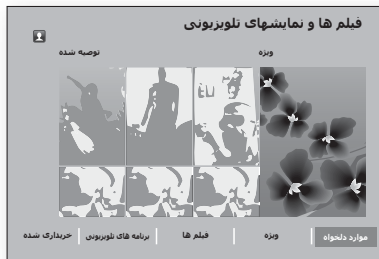 فیلم ها و نمایشهای تلویزیونی
ویژه توصیه شده
موارد دلخواه ویژه فیلم ها برنامه های تلویزیونی خریداری شده